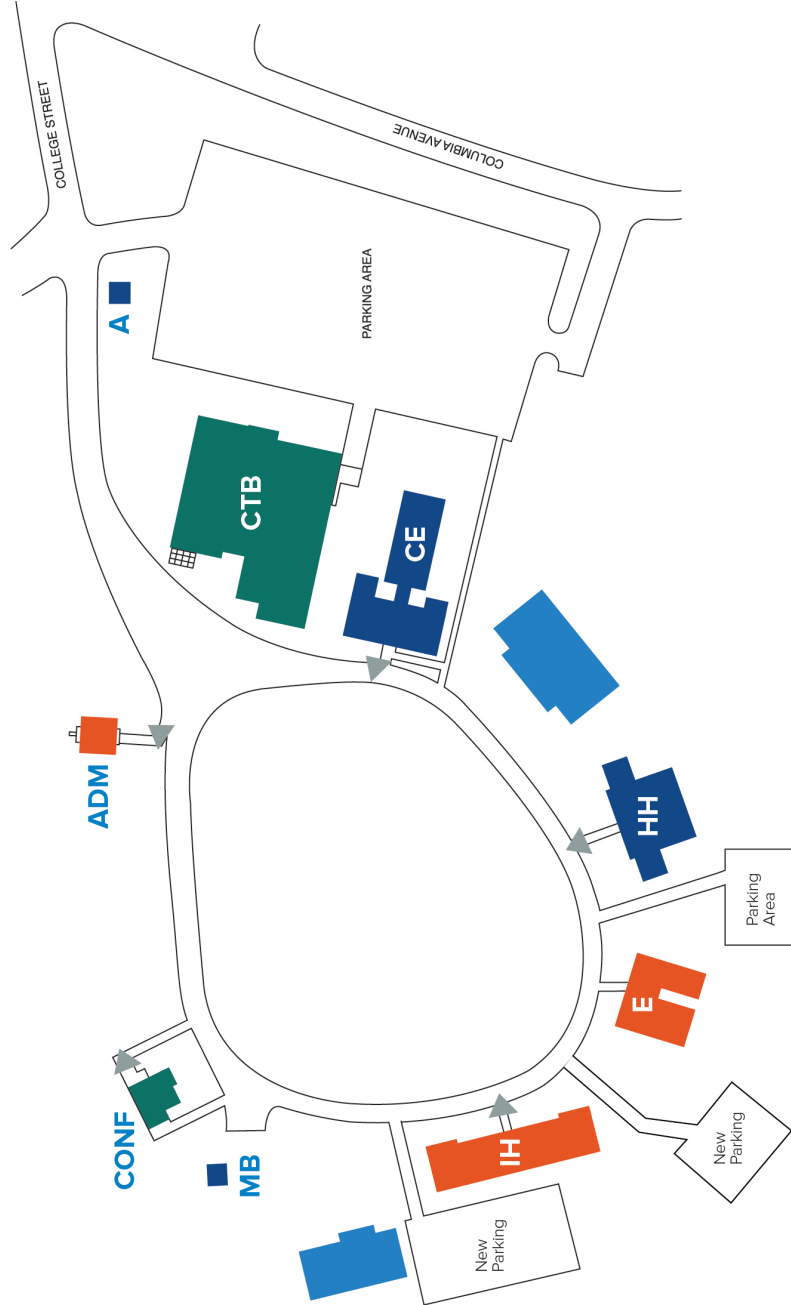 COLLEGE STREET
COLUMBIA AVENUE
PARKING AREA
A
CTB
CE
ADM
HH
Parking
Area
E
CONF
MB
IH
New
Parking
New
Parking